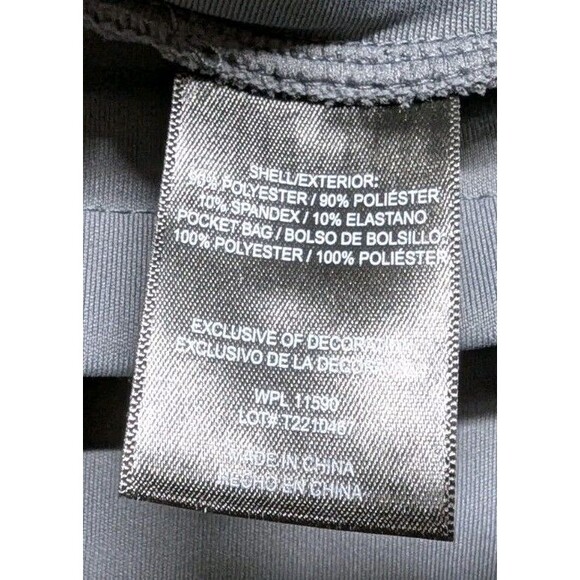 SHELL/EXTERIOR:
90% POLYESTER / 90% POLIÉSTER
10% SPANDEX / 10% ELASTANO
POCKET BAG / BOLSO DE BOLSILLO:
100% POLYESTER / 100% POLIÉSTER
EXCLUSIVE OF
EXCLUSIVO DE LA
WPL 11590
LOT# T2210467
MADE IN CHINA
HECHO EN CHINA